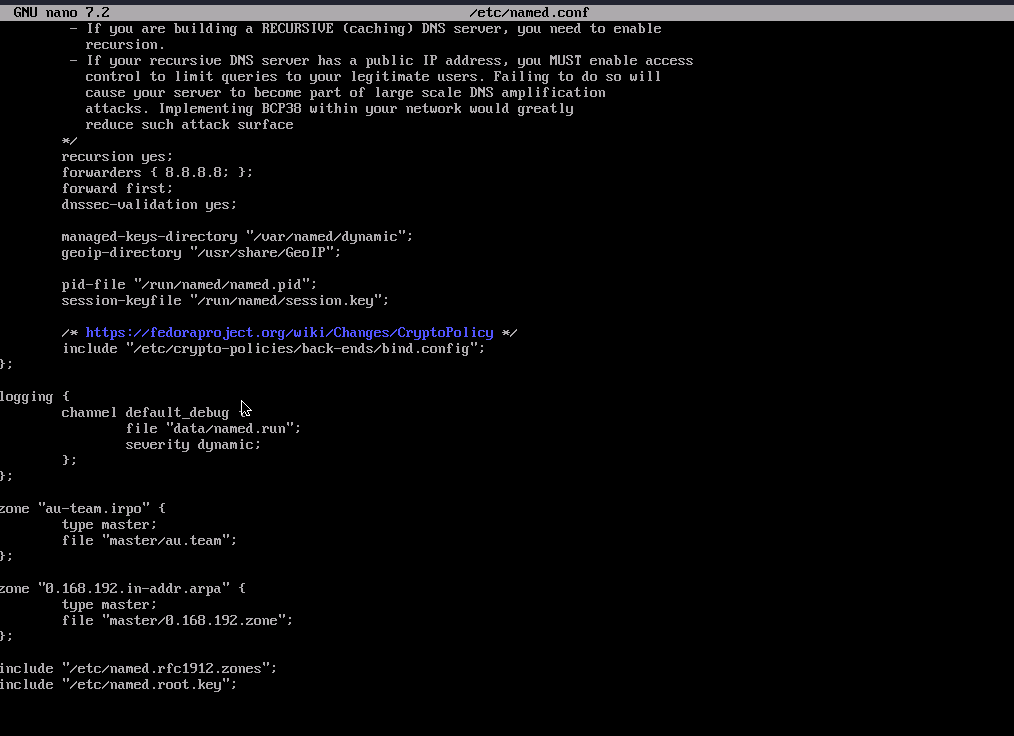 GNU nano 7.2 /etc/named.conf
- If you are building a RECURSIVE (caching) DNS server, you need to enable
recursion.
- If your recursive DNS server has a public IP address, you MUST enable access
control to limit queries to your legitimate users. Failing to do so will
cause your server to become part of large scale DNS amplification
attacks. Implementing BCP38 within your network would greatly
reduce such attack surface
*/
recursion yes;
forwarders { 8.8.8.8; };
forward first;
dnssec-validation yes;
managed-keys-directory "/var/named/dynamic";
geoip-directory "/usr/share/GeoIP";
pid-file "/run/named/named.pid";
session-keyfile "/run/named/session.key";
/* https://fedoraproject.org/wiki/Changes/CryptoPolicy */
include "/etc/crypto-policies/back-ends/bind.config";
};
logging {
channel default_debug {
file "data/named.run";
severity dynamic;
};
};
zone "au-team.irpo" {
type master;
file "master/au.team";
};
zone "0.168.192.in-addr.arpa" {
type master;
file "master/0.168.192.zone";
};
include "/etc/named.rfc1912.zones";
include "/etc/named.root.key";